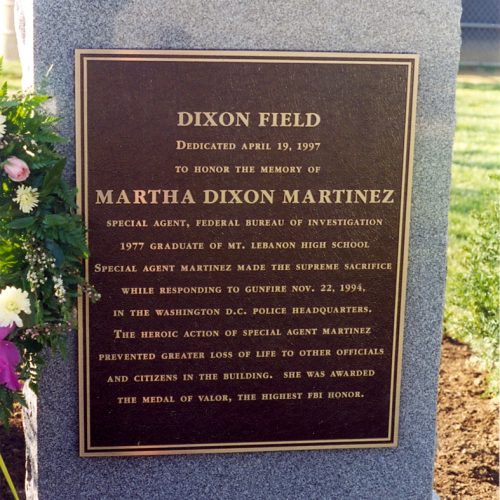 DIXON FIELD
DEDICATED APRIL 19, 1997
TO HONOR THE MEMORY OF
MARTHA DIXON MARTINEZ
SPECIAL AGENT, FEDERAL BUREAU OF INVESTIGATION
1977 GRADUATE OF MT. LEBANON HIGH SCHOOL
SPECIAL AGENT MARTINEZ MADE THE SUPREME SACRIFICE
WHILE RESPONDING TO GUNFIRE NOV. 22, 1994,
IN THE WASHINGTON D.C. POLICE HEADQUARTERS.
THE HEROIC ACTION OF SPECIAL AGENT MARTINEZ
PREVENTED GREATER LOSS OF LIFE TO OTHER OFFICIALS
AND CITIZENS IN THE BUILDING. SHE WAS AWARDED
THE MEDAL OF VALOR, THE HIGHEST FBI HONOR.